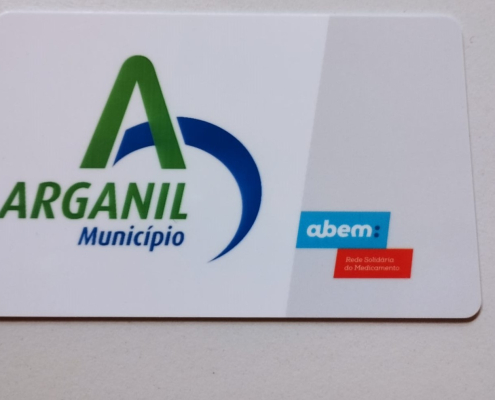 ARGANIL
Município
abem:
Rede Solidária
do Medicamento